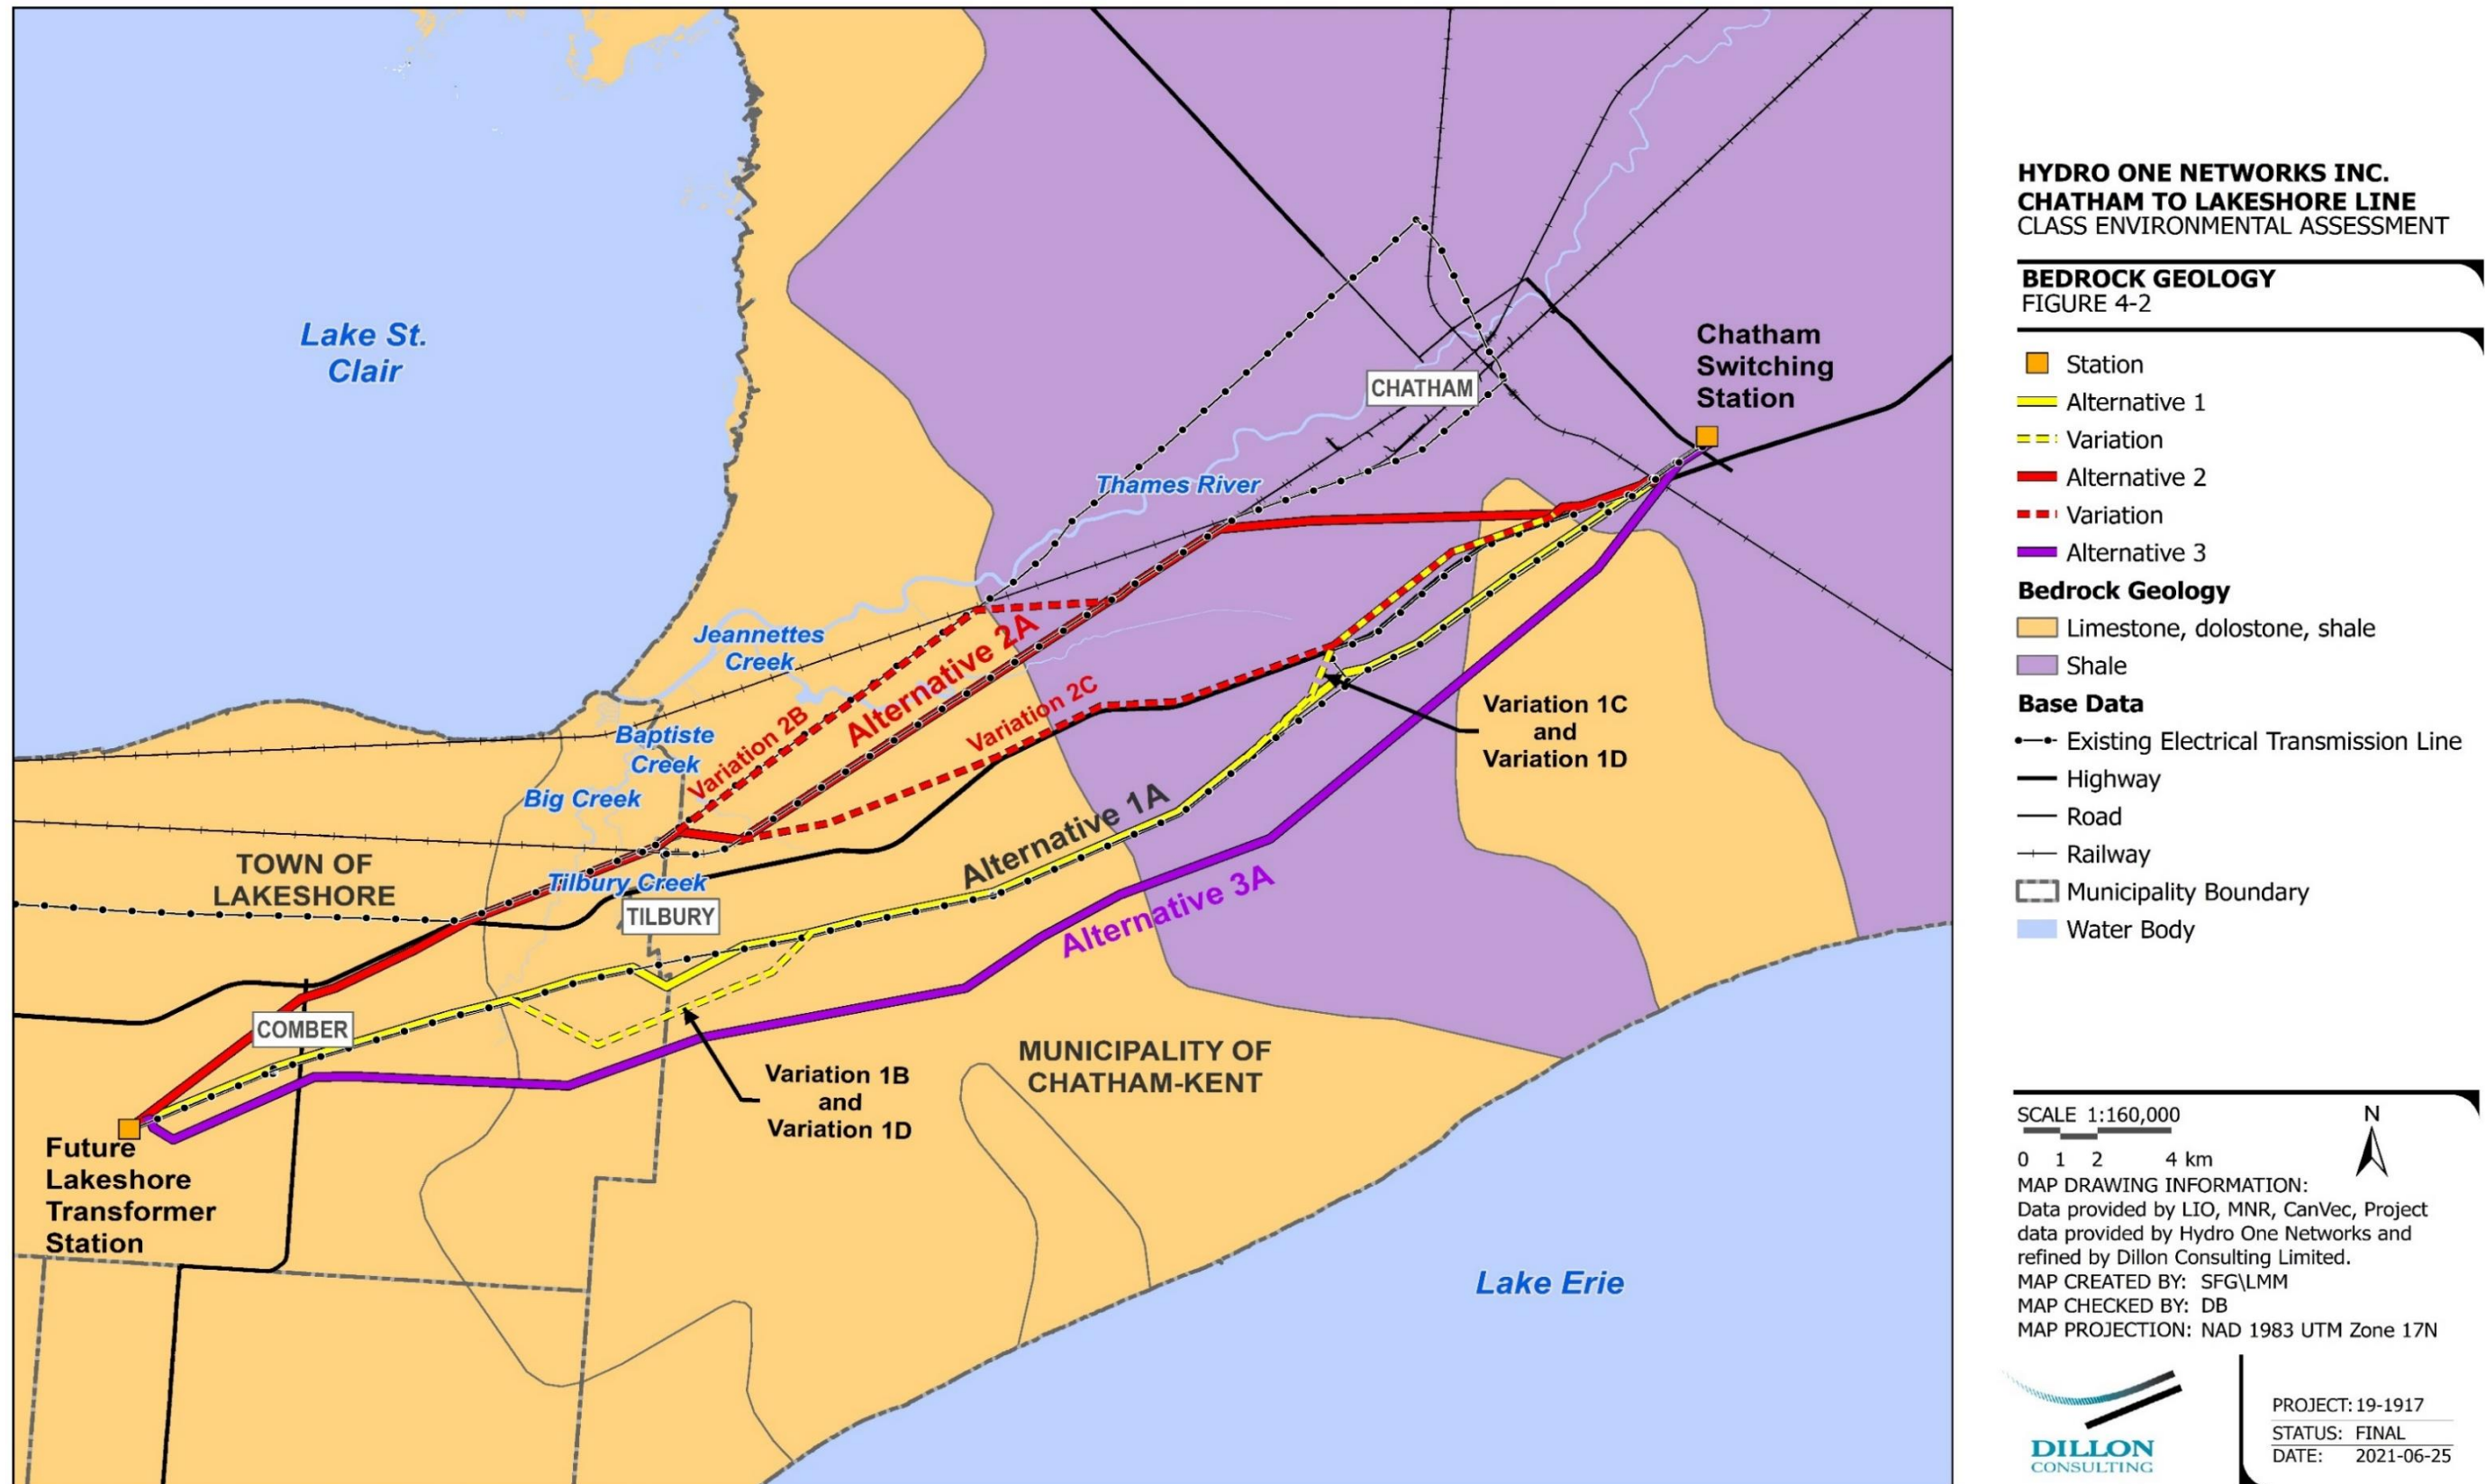 Lake St.
Clair
CHATHAM
Chatham
Switching
Station
Thames River
Jeannettes
Creek
Alternative 2A
Variation 2B
Variation 2C
Baptiste
Creek
Big Creek
Variation 1C
and
Variation 1D
TOWN OF
LAKESHORE
Tilbury Creek
TILBURY
Alternative 1A
Alternative 3A
COMBER
Variation 1B
and
Variation 1D
MUNICIPALITY OF
CHATHAM-KENT
Future
Lakeshore
Transformer
Station
Lake Erie
HYDRO ONE NETWORKS INC.
CHATHAM TO LAKESHORE LINE
CLASS ENVIRONMENTAL ASSESSMENT
BEDROCK GEOLOGY
FIGURE 4-2
Station
Alternative 1
Variation
Alternative 2
Variation
Alternative 3
Bedrock Geology
Limestone, dolostone, shale
Shale
Base Data
Existing Electrical Transmission Line
Highway
Road
Railway
Municipality Boundary
Water Body
SCALE 1:160,000
N
0 1 2 4 km
MAP DRAWING INFORMATION:
Data provided by LIO, MNR, CanVec, Project
data provided by Hydro One Networks and
refined by Dillon Consulting Limited.
MAP CREATED BY: SFG\LMM
MAP CHECKED BY: DB
MAP PROJECTION: NAD 1983 UTM Zone 17N
DILLON
CONSULTING
PROJECT: 19-1917
STATUS: FINAL
DATE: 2021-06-25